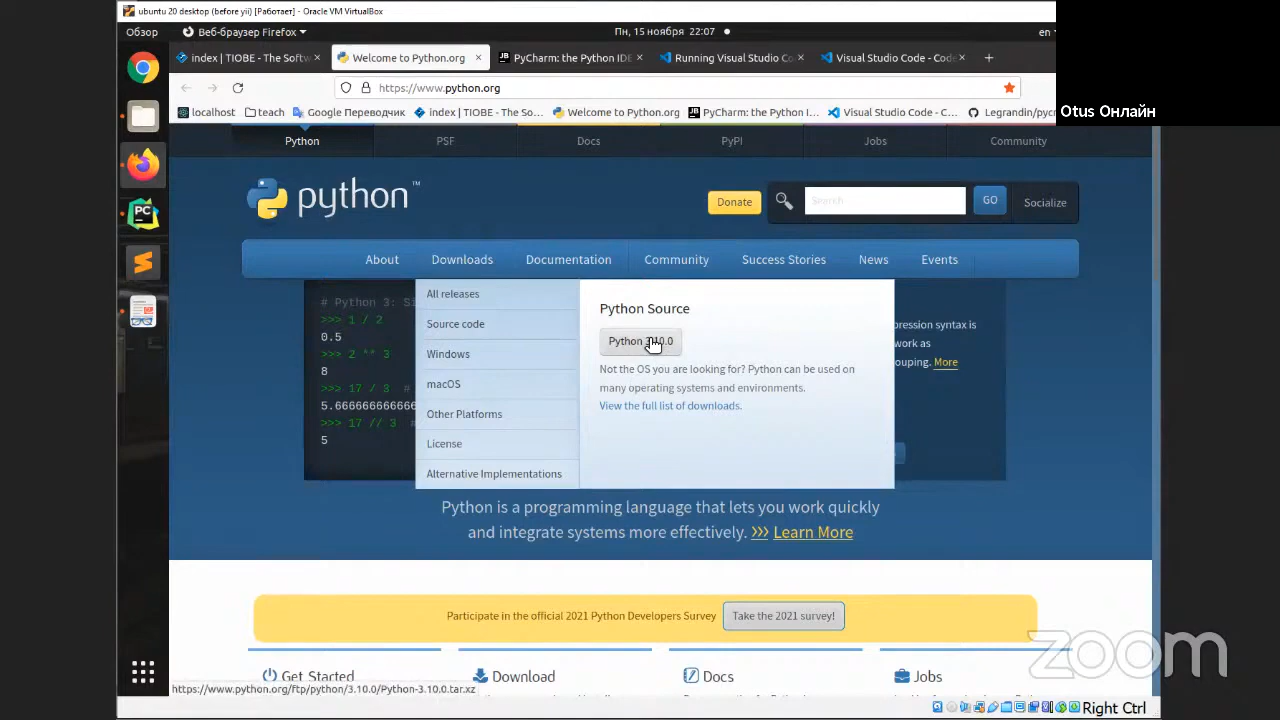 ubuntu 20 desktop (before yii) [Работает] - Oracle VM VirtualBox
Обзор
Веб-браузер Firefox
Пн, 15 ноября 22:07
en
index | TIOBE - The Softw
Welcome to Python.org
PyCharm: the Python IDE
Running Visual Studio Co
Visual Studio Code - Code
https://www.python.org
localhost
teach
Google Переводчик
index | TIOBE - The So...
Welcome to Python.org
PyCharm: the Python I...
Visual Studio Code - C...
Legrandin/pyc
Otus Онлайн
Python
PSF
Docs
PyPI
Jobs
Community
python™
Donate
Search
GO
Socialize
About
Downloads
Documentation
Community
Success Stories
News
Events
# Python 3: Si
>>> 1 / 2
0.5
>>> 2 ** 3
8
>>> 17 / 3 #
5.666666666666
>>> 17 // 3 #
5
All releases
Source code
Windows
macOS
Other Platforms
License
Alternative Implementations
Python Source
Python 3.10.0
Not the OS you are looking for? Python can be used on
many operating systems and environments.
View the full list of downloads.
pression syntax is
work as
ouping. More
Python is a programming language that lets you work quickly
and integrate systems more effectively. >>> Learn More
Participate in the official 2021 Python Developers Survey
Take the 2021 survey!
Get Started
Download
Docs
Jobs
https://www.python.org/ftp/python/3.10.0/Python-3.10.0.tar.xz
zoom
Right Ctrl